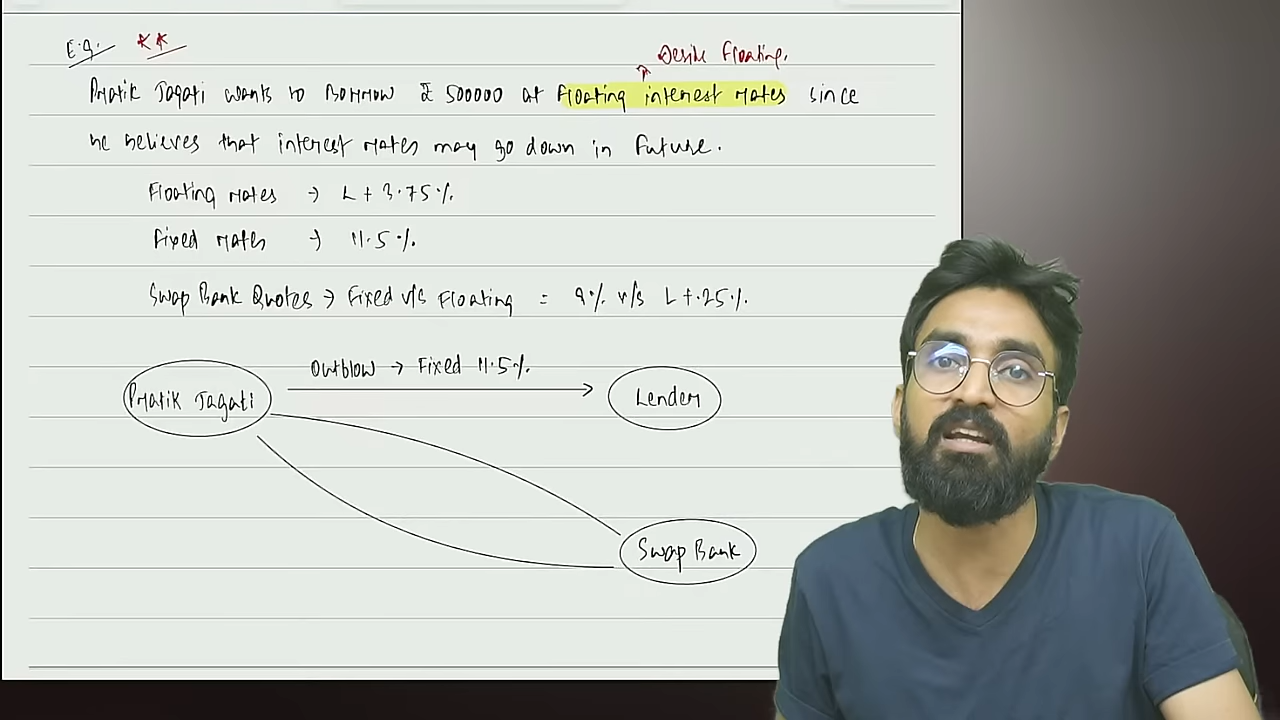 E.g. **
Desire Floating.
Pratik Jagati wants to Borrow ₹ 500000 at floating interest rates since
he believes that interest rates may go down in future.
Floating rates → L + 3.75%.
Fixed rates → 11.5%.
Swap Bank Quotes → Fixed v/s Floating = 9% v/s L+.25%.
Outflow → Fixed 11.5%.
Pratik Jagati
Lender
Swap Bank